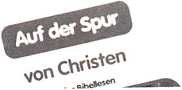 Auf der Spur
von Christen
Bibellesen